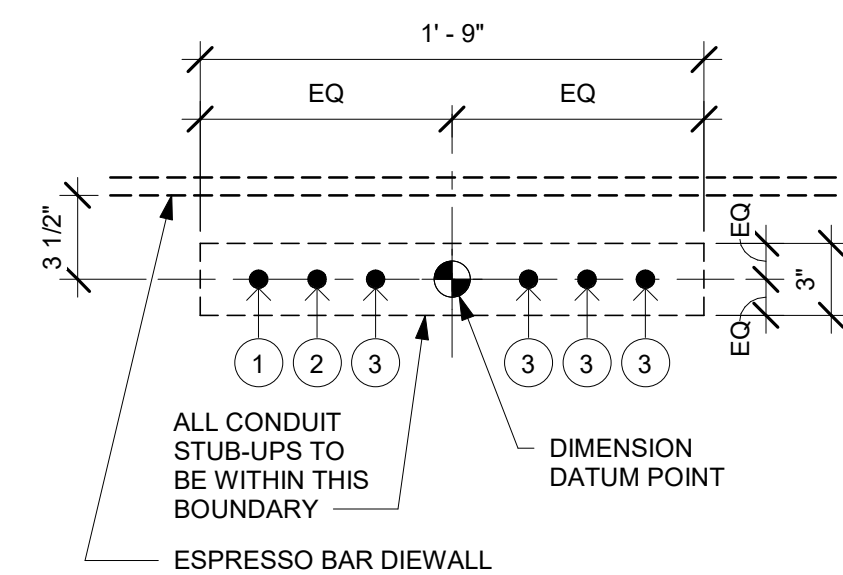 1' - 9"
EQ
EQ
3 1/2"
EQ
3"
EQ
1
2
3
3
3
3
ALL CONDUIT
STUB-UPS TO
BE WITHIN THIS
BOUNDARY
DIMENSION
DATUM POINT
ESPRESSO BAR DIEWALL